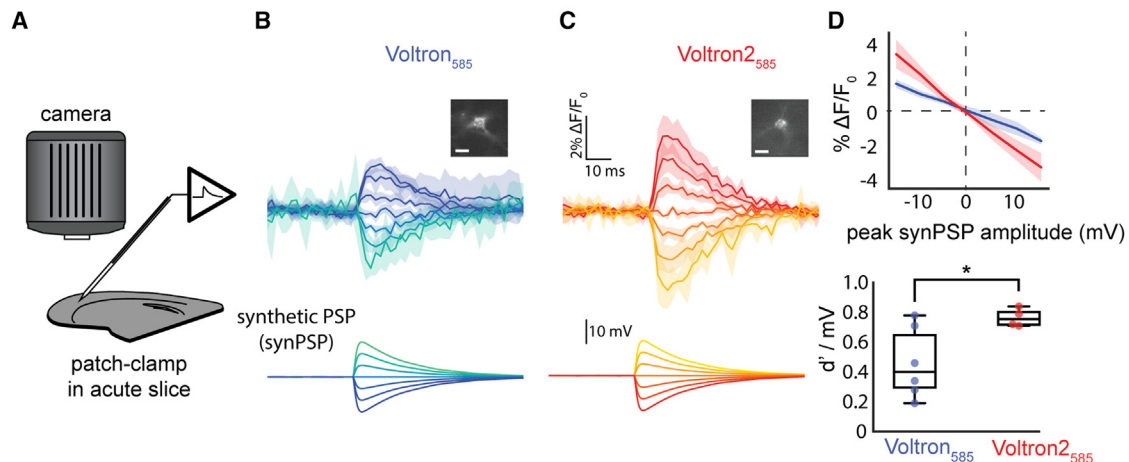 A
B
C
D
camera
patch-clamp
in acute slice
Voltron585
synthetic PSP
(synPSP)
Voltron2585
2% ΔF/F0
10 ms
10 mV
% ΔF/F0
4
2
0
-2
-4
-10
0
10
peak synPSP amplitude (mV)
*
d' / mV
1.0
0.8
0.6
0.4
0.2
0
Voltron585
Voltron2585